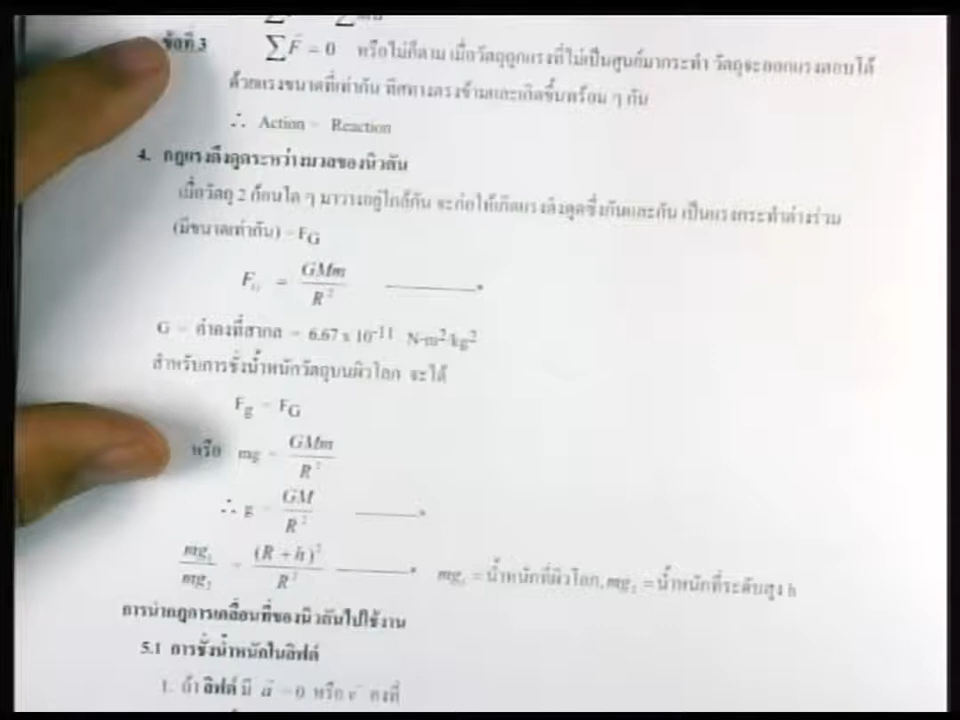 ข้อที่ 3 ∑F = 0 หรือไม่ก็ตาม เมื่อวัตถุถูกแรงที่ไม่เป็นศูนย์มากระทำ วัตถุจะออกแรงตอบโต้
ด้วยแรงขนาดที่เท่ากัน ทิศทางตรงข้ามและเกิดขึ้นพร้อม ๆ กัน
∴ Action = Reaction
4. กฎแรงดึงดูดระหว่างมวลของนิวตัน
เมื่อวัตถุ 2 ก้อนใด ๆ มาวางอยู่ใกล้กัน จะก่อให้เกิดแรงดึงดูดซึ่งกันและกัน เป็นแรงกระทำต่างร่วม
(มีขนาดเท่ากัน) = F_G
F_G = GMm / R²
G = ค่าคงที่สากล = 6.67 x 10⁻¹¹ N-m²/kg²
สำหรับการชั่งน้ำหนักวัตถุบนผิวโลก จะได้
F_g = F_G
หรือ mg = GMm / R²
∴ g = GM / R²
mg₁ / mg₂ = (R + h)² / R² mg₁ = น้ำหนักที่ผิวโลก, mg₂ = น้ำหนักที่ระดับสูง h
การนำกฎการเคลื่อนที่ของนิวตันไปใช้งาน
5.1 การชั่งน้ำหนักในลิฟต์
1. ถ้า ลิฟต์ มี a = 0 หรือ v คงที่